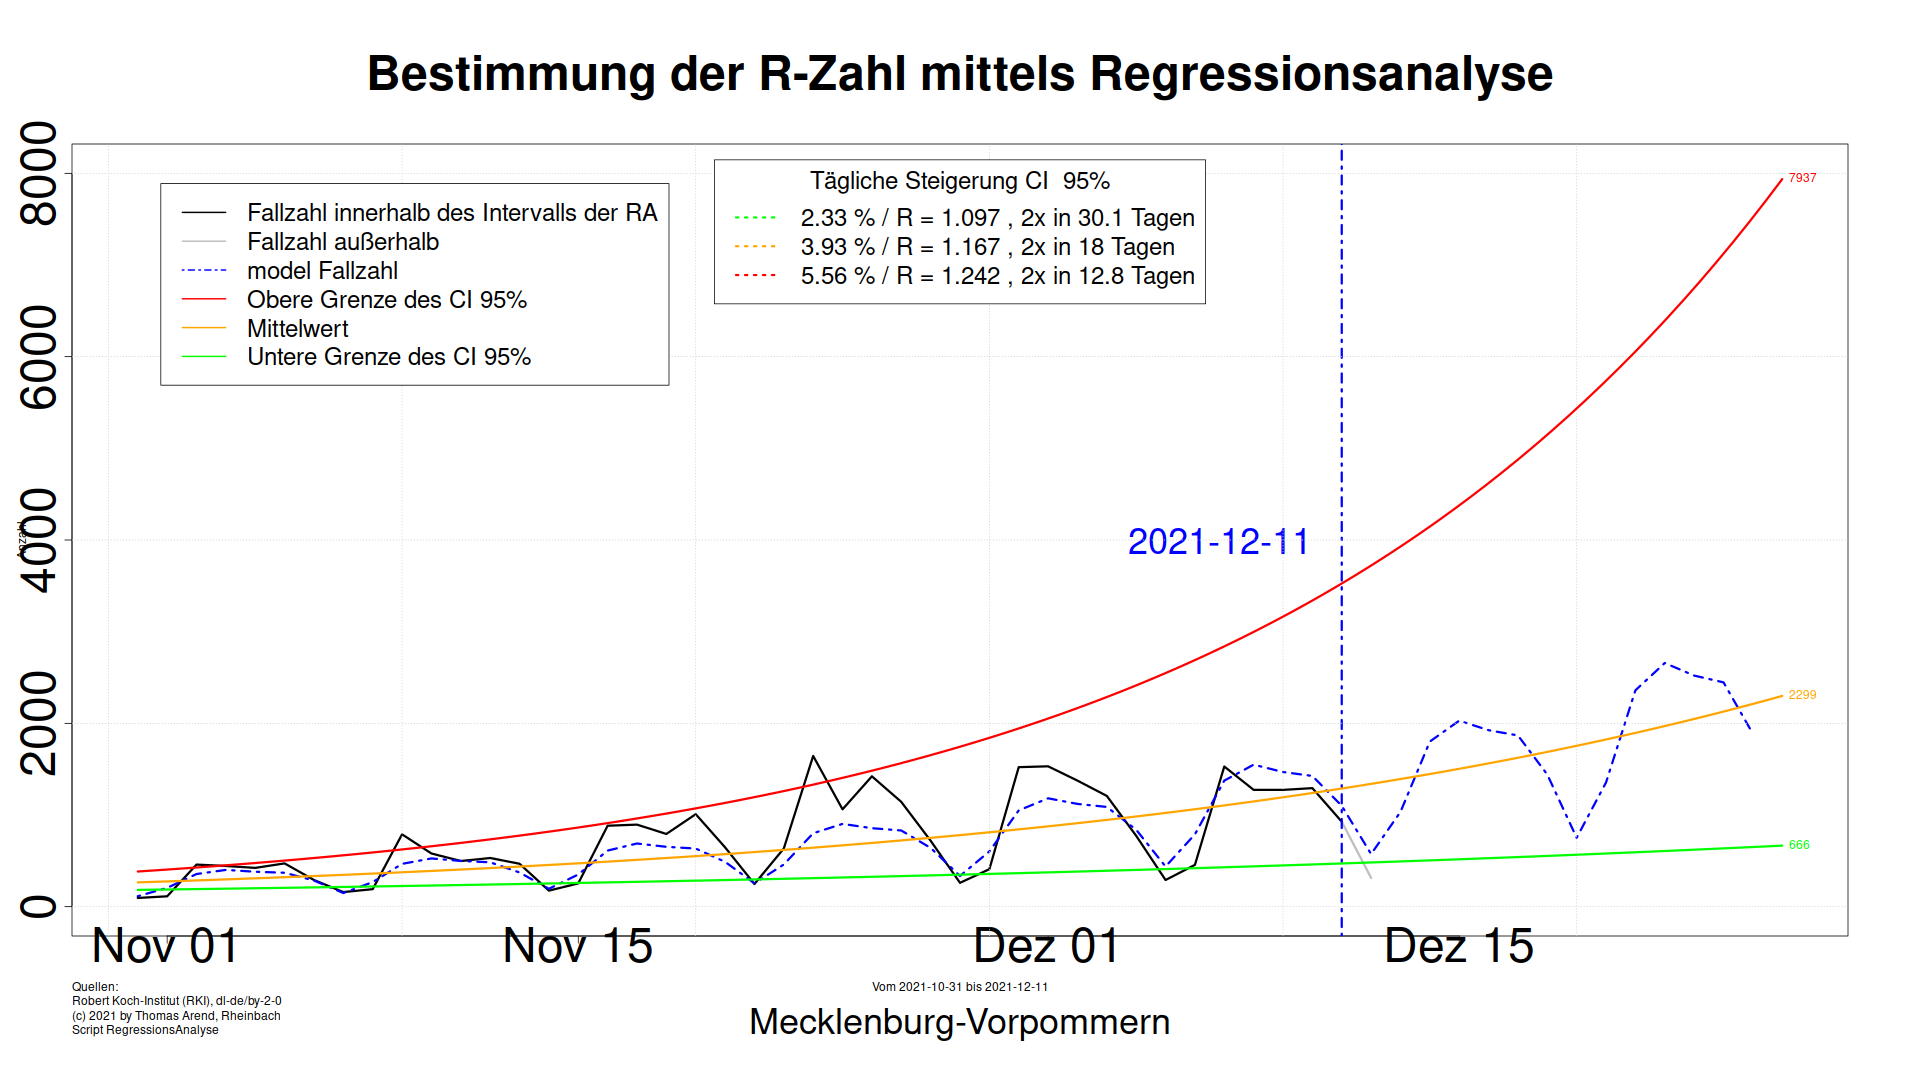 Bestimmung der R-Zahl mittels Regressionsanalyse
8000
6000
4000
2000
0
Anzahl
Fallzahl innerhalb des Intervalls der RA
Fallzahl außerhalb
model Fallzahl
Obere Grenze des CI 95%
Mittelwert
Untere Grenze des CI 95%
Tägliche Steigerung CI 95%
2.33 % / R = 1.097 , 2x in 30.1 Tagen
3.93 % / R = 1.167 , 2x in 18 Tagen
5.56 % / R = 1.242 , 2x in 12.8 Tagen
7937
2021-12-11
2299
666
Nov 01 Nov 15 Dez 01 Dez 15
Quellen:
Robert Koch-Institut (RKI), dl-de/by-2-0
(c) 2021 by Thomas Arend, Rheinbach
Script RegressionsAnalyse
Vom 2021-10-31 bis 2021-12-11
Mecklenburg-Vorpommern